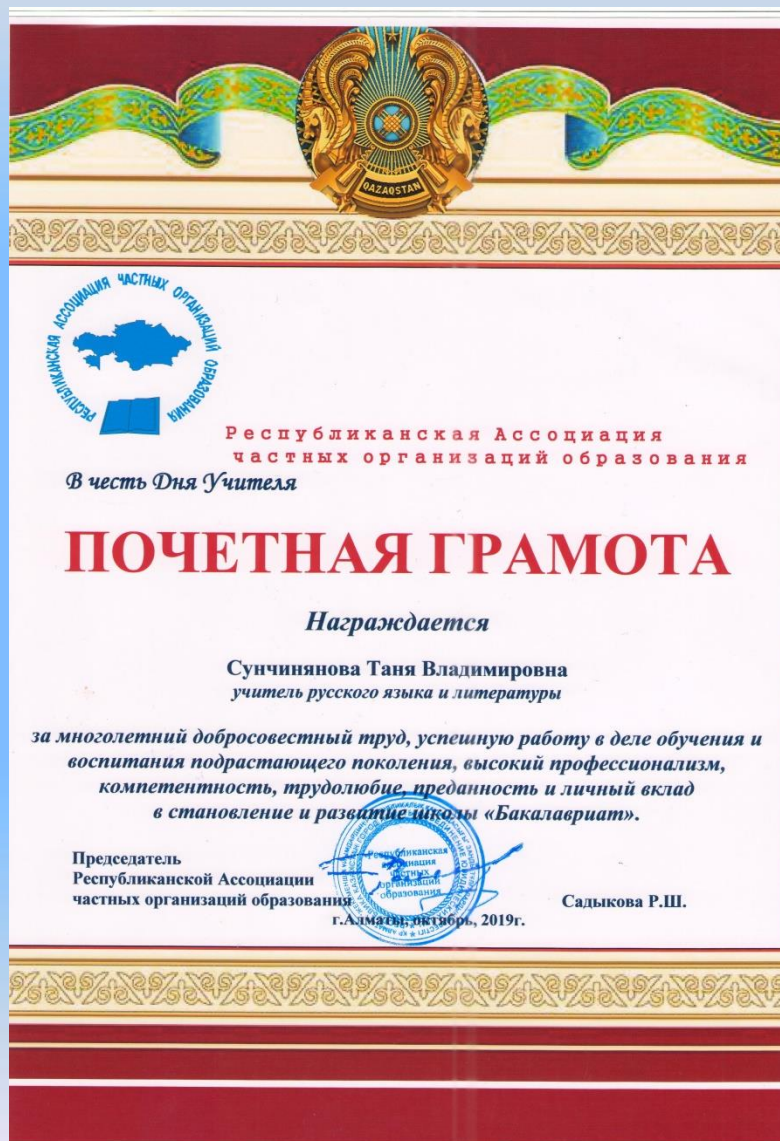 QAZAQSTAN
РЕСПУБЛИКАНСКАЯ АССОЦИАЦИЯ ЧАСТНЫХ ОРГАНИЗАЦИЙ ОБРАЗОВАНИЯ
Республиканская Ассоциация
частных организаций образования
В честь Дня Учителя
ПОЧЕТНАЯ ГРАМОТА
Награждается
Сунчинянова Таня Владимировна
учитель русского языка и литературы
за многолетний добросовестный труд, успешную работу в деле обучения и
воспитания подрастающего поколения, высокий профессионализм,
компетентность, трудолюбие, преданность и личный вклад
в становление и развитие школы «Бакалавриат».
Председатель
Республиканской Ассоциации
частных организаций образования
Садыкова Р.Ш.
Республиканская
ассоциация
частных
организаций
образования
г.Алматы, октябрь, 2019г.